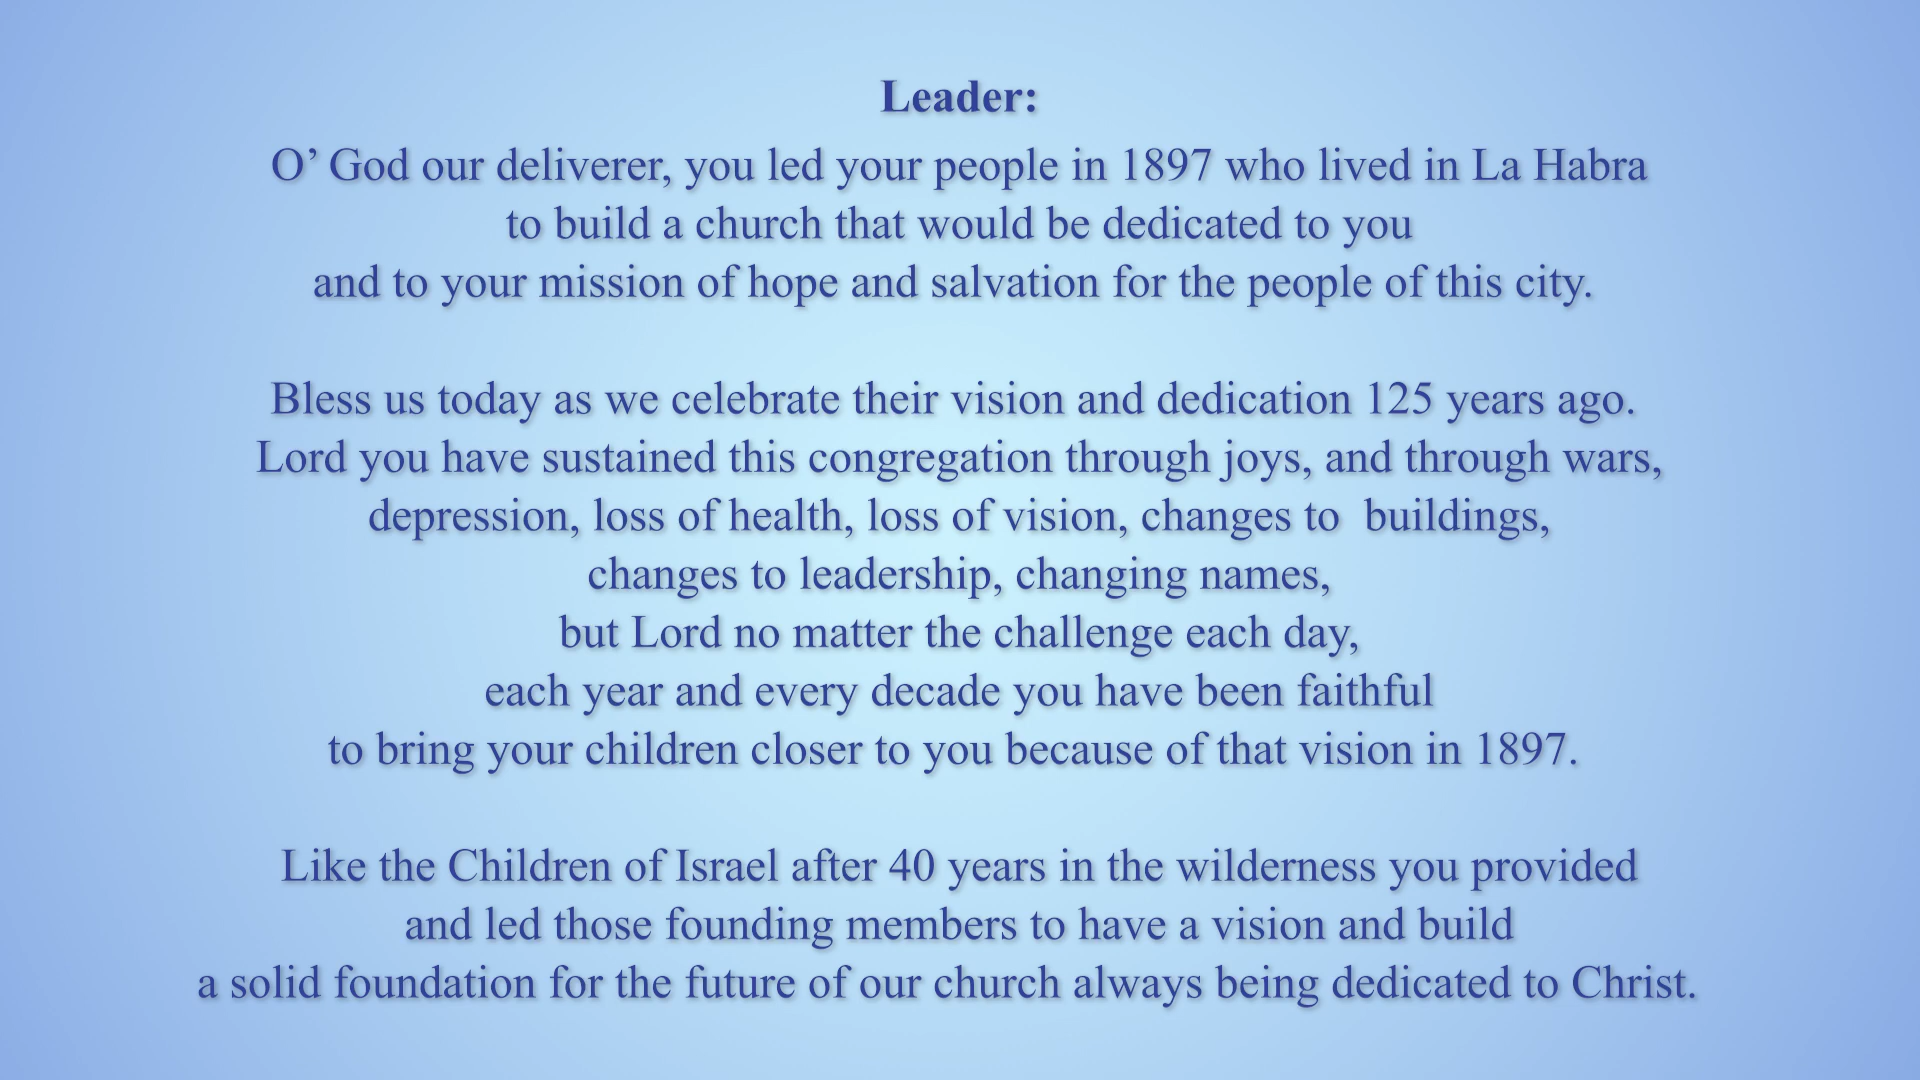 Leader:
O’ God our deliverer, you led your people in 1897 who lived in La Habra
to build a church that would be dedicated to you
and to your mission of hope and salvation for the people of this city.
Bless us today as we celebrate their vision and dedication 125 years ago.
Lord you have sustained this congregation through joys, and through wars,
depression, loss of health, loss of vision, changes to  buildings,
changes to leadership, changing names,
but Lord no matter the challenge each day,
each year and every decade you have been faithful
to bring your children closer to you because of that vision in 1897.
Like the Children of Israel after 40 years in the wilderness you provided
and led those founding members to have a vision and build
a solid foundation for the future of our church always being dedicated to Christ.